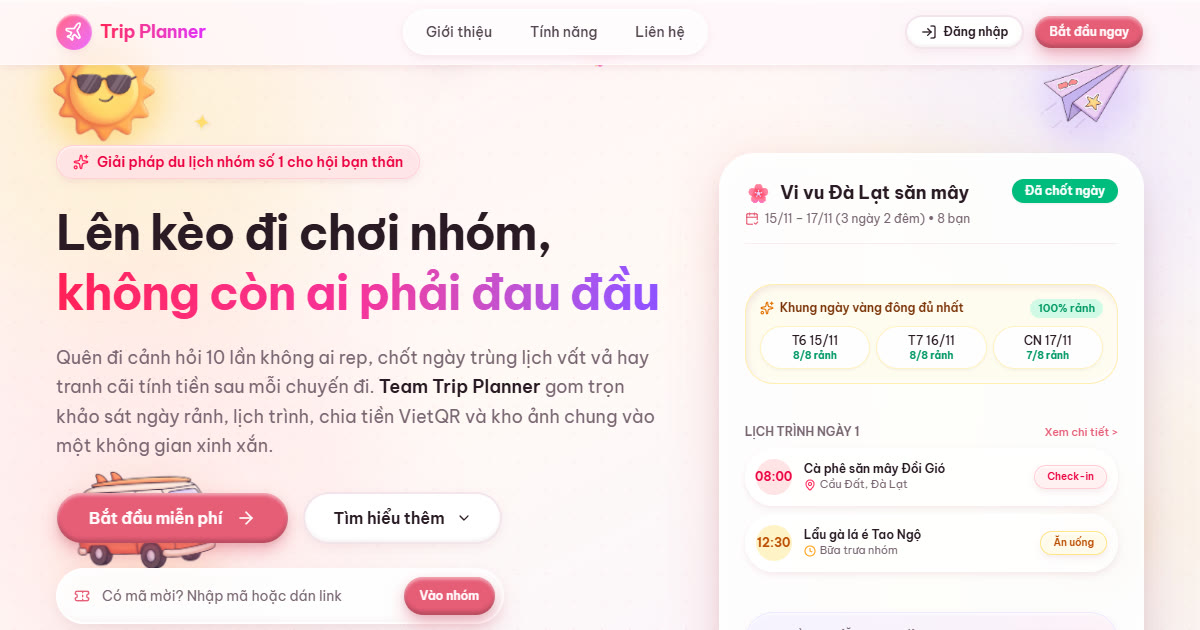 Trip Planner
Giới thiệu
Tính năng
Liên hệ
Đăng nhập
Bắt đầu ngay
Giải pháp du lịch nhóm số 1 cho hội bạn thân
Lên kèo đi chơi nhóm,
không còn ai phải đau đầu
Quên đi cảnh hỏi 10 lần không ai rep, chốt ngày trùng lịch vất vả hay
tranh cãi tính tiền sau mỗi chuyến đi. Team Trip Planner gom trọn
khảo sát ngày rảnh, lịch trình, chia tiền VietQR và kho ảnh chung vào
một không gian xinh xắn.
Bắt đầu miễn phí
Tìm hiểu thêm
Có mã mời? Nhập mã hoặc dán link
Vào nhóm
Vi vu Đà Lạt săn mây
Đã chốt ngày
15/11 – 17/11 (3 ngày 2 đêm) • 8 bạn
Khung ngày vàng đông đủ nhất
100% rảnh
T6 15/11
8/8 rảnh
T7 16/11
8/8 rảnh
CN 17/11
7/8 rảnh
LỊCH TRÌNH NGÀY 1
Xem chi tiết >
08:00
Cà phê săn mây Đồi Gió
Cầu Đất, Đà Lạt
Check-in
12:30
Lẩu gà lá é Tao Ngộ
Bữa trưa nhóm
Ăn uống